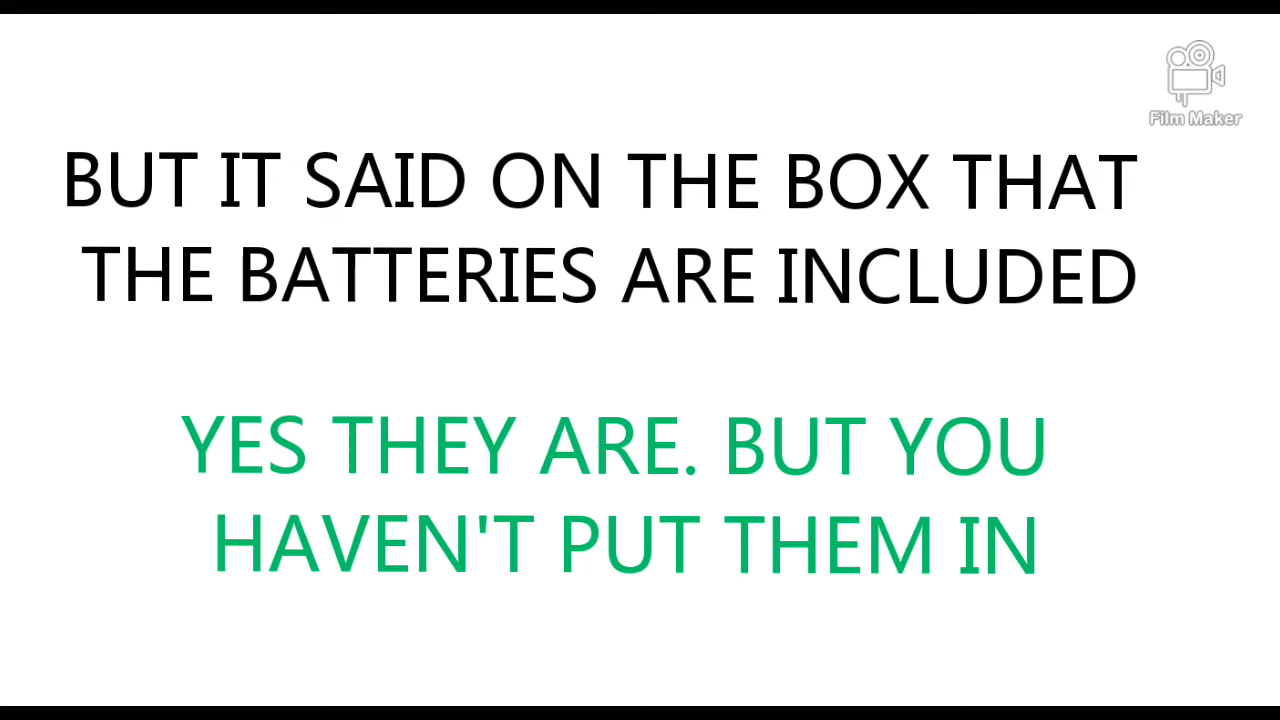 Film Maker
BUT IT SAID ON THE BOX THAT
THE BATTERIES ARE INCLUDED
YES THEY ARE. BUT YOU
HAVEN'T PUT THEM IN